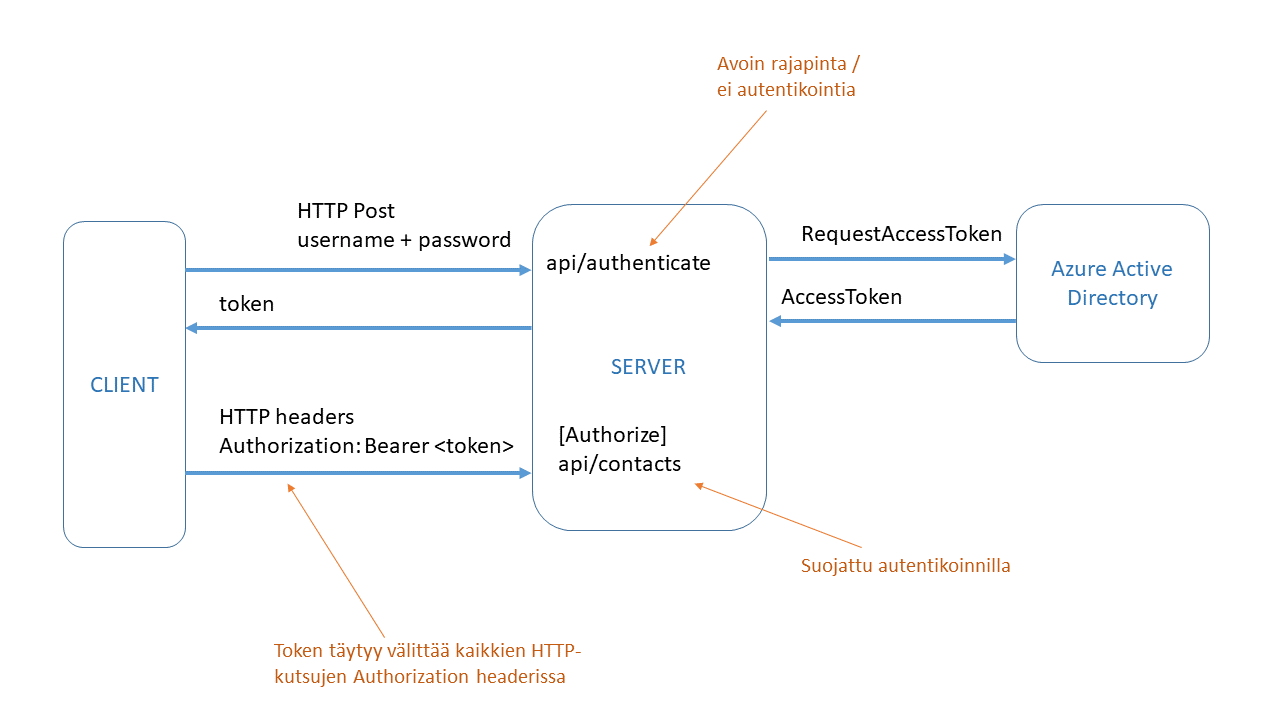 Avoin rajapinta /
ei autentikointia
HTTP Post
username + password
RequestAccessToken
api/authenticate
Azure Active
Directory
token
AccessToken
SERVER
CLIENT
HTTP headers
Authorization: Bearer <token>
[Authorize]
api/contacts
Suojattu autentikoinnilla
Token täytyy välittää kaikkien HTTP-
kutsujen Authorization headerissa